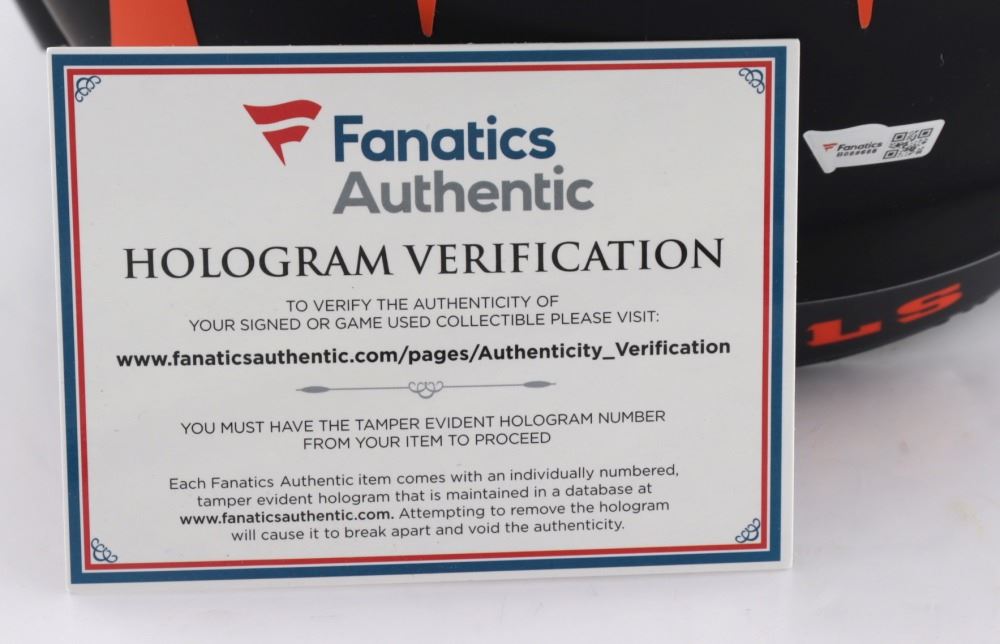 Fanatics
Authentic
HOLOGRAM VERIFICATION
TO VERIFY THE AUTHENTICITY OF
YOUR SIGNED OR GAME USED COLLECTIBLE PLEASE VISIT:
www.fanaticsauthentic.com/pages/Authenticity_Verification
YOU MUST HAVE THE TAMPER EVIDENT HOLOGRAM NUMBER
FROM YOUR ITEM TO PROCEED
Each Fanatics Authentic item comes with an individually numbered,
tamper evident hologram that is maintained in a database at
www.fanaticsauthentic.com. Attempting to remove the hologram
will cause it to break apart and void the authenticity.
Fanatics
LS